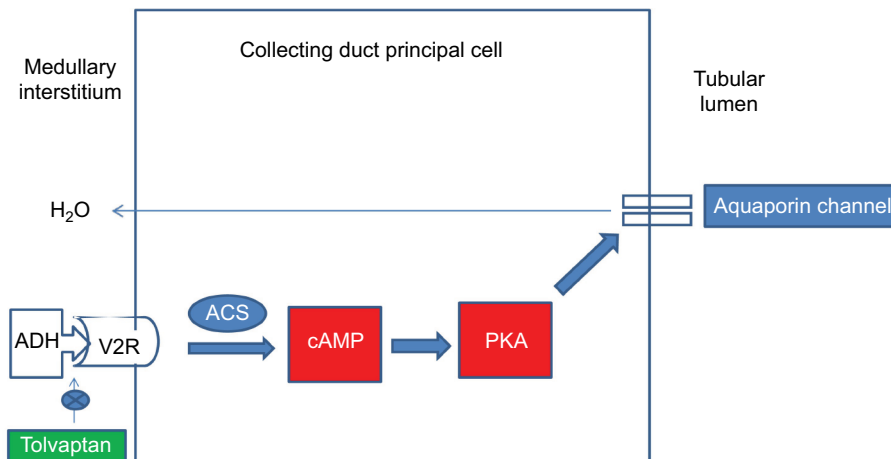 Collecting duct principal cell
Medullary
interstitium
Tubular
lumen
H₂O
Aquaporin channel
ADH
V2R
ACS
cAMP
PKA
Tolvaptan